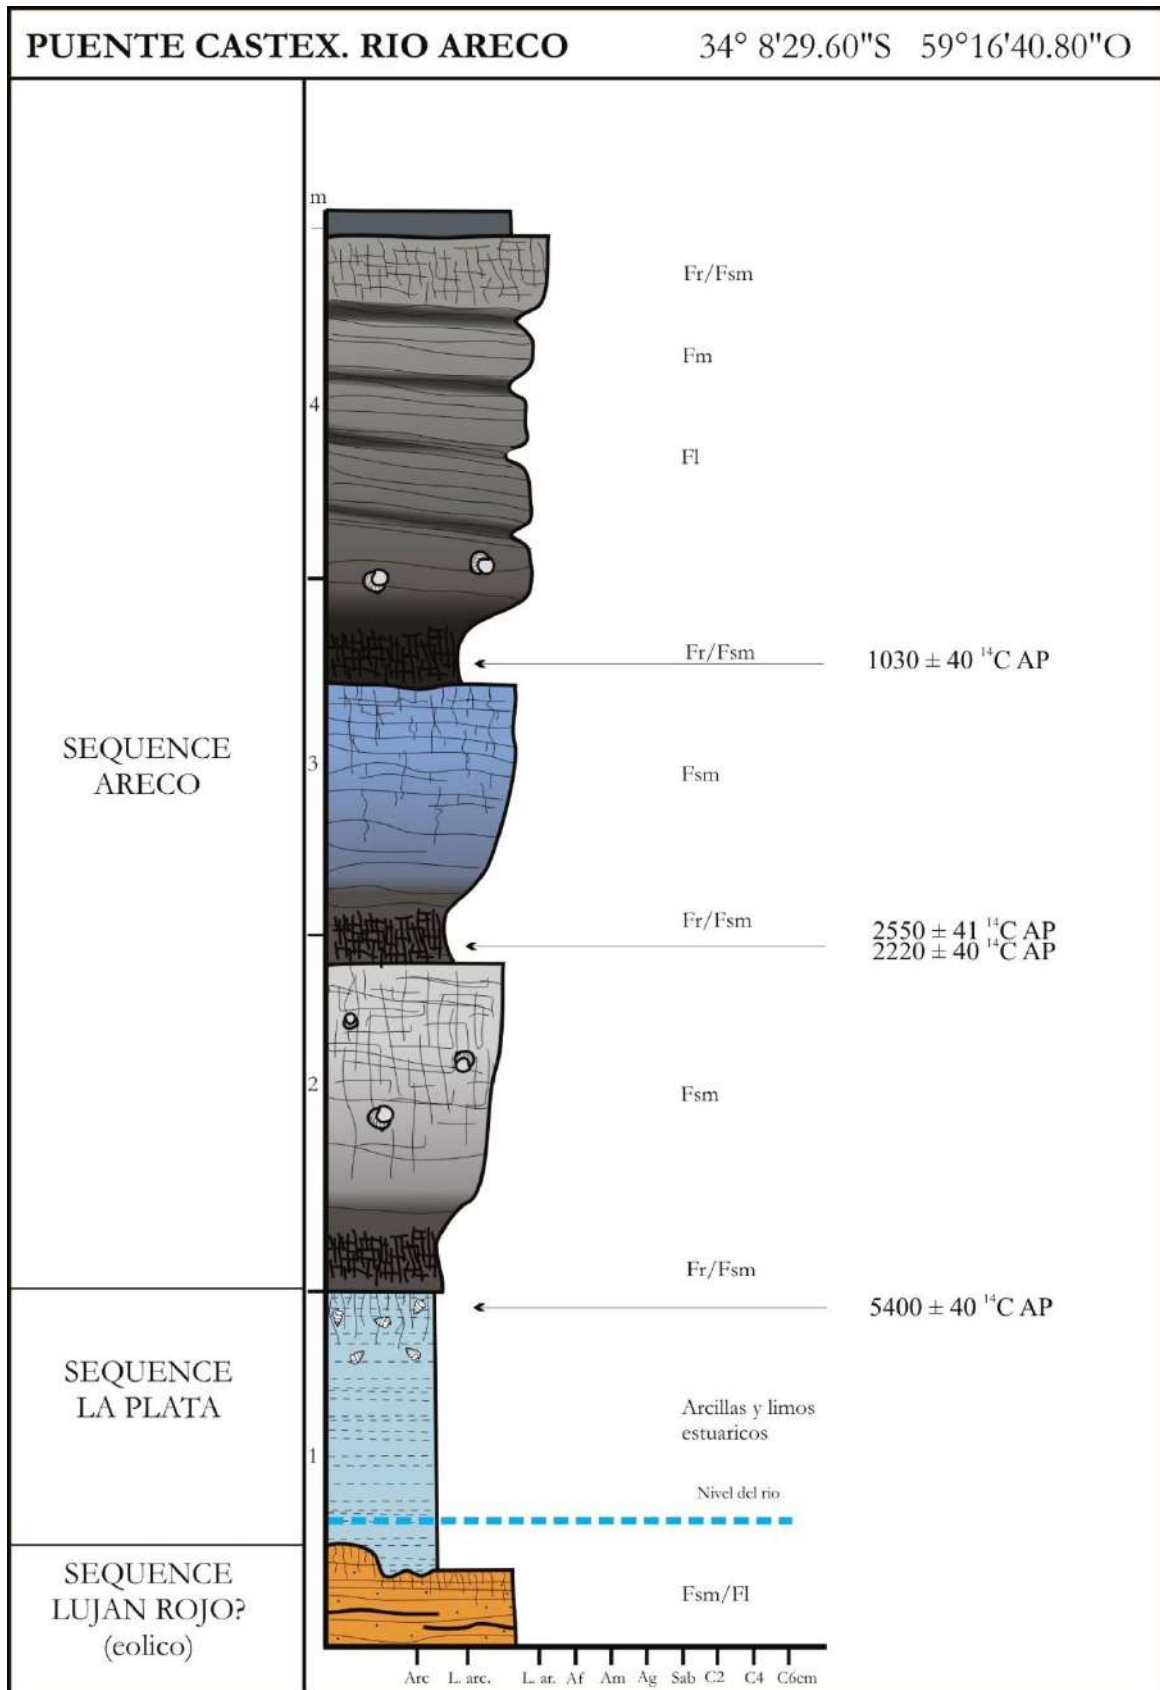 PUENTE CASTEX. RIO ARECO 34° 8'29.60"S 59°16'40.80"O
m
Fr/Fsm
Fm
4
Fl
Fr/Fsm
1030 ± 40 ¹⁴C AP
SEQUENCE
ARECO
3
Fsm
Fr/Fsm
2550 ± 41 ¹⁴C AP
2220 ± 40 ¹⁴C AP
2
Fsm
Fr/Fsm
5400 ± 40 ¹⁴C AP
SEQUENCE
LA PLATA
Arcillas y limos
estuaricos
1
Nivel del rio
SEQUENCE
LUJAN ROJO?
(eolico)
Fsm/Fl
Arc L. arc. L. ar. Af Am Ag Sab C2 C4 C6cm